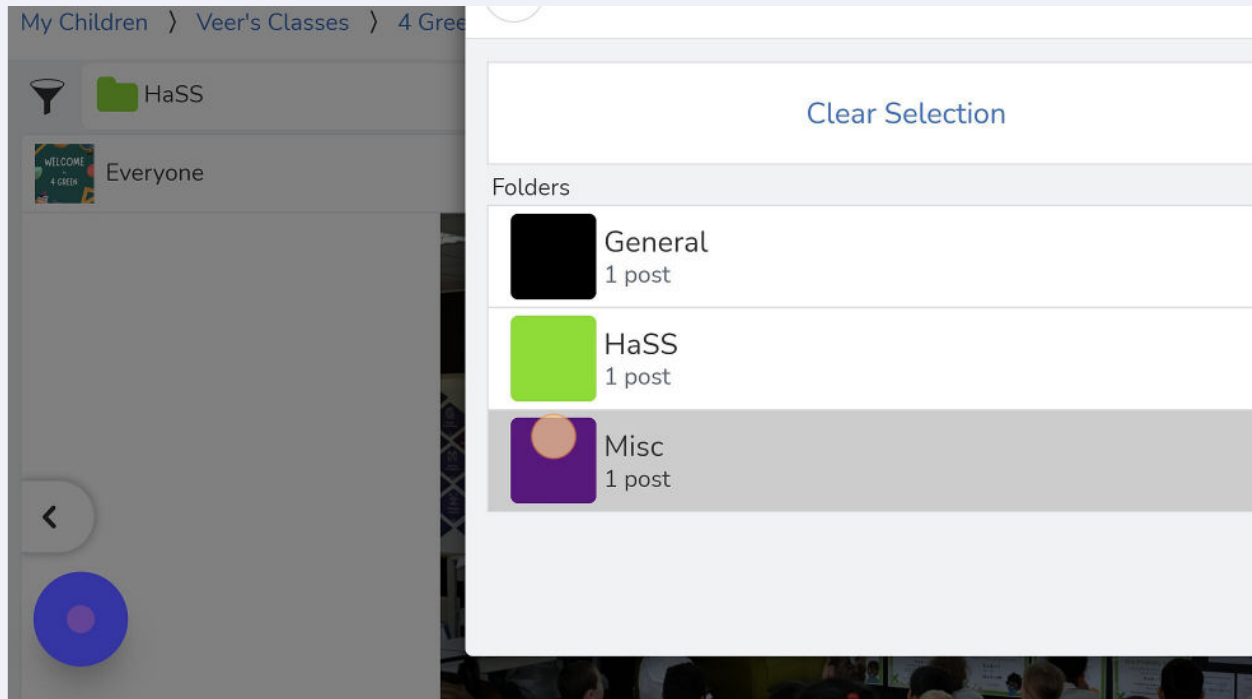 My Children 〉 Veer's Classes 〉 4 Gree
HaSS
WELCOME
4 GREEN
Everyone
Clear Selection
Folders
General
1 post
HaSS
1 post
Misc
1 post